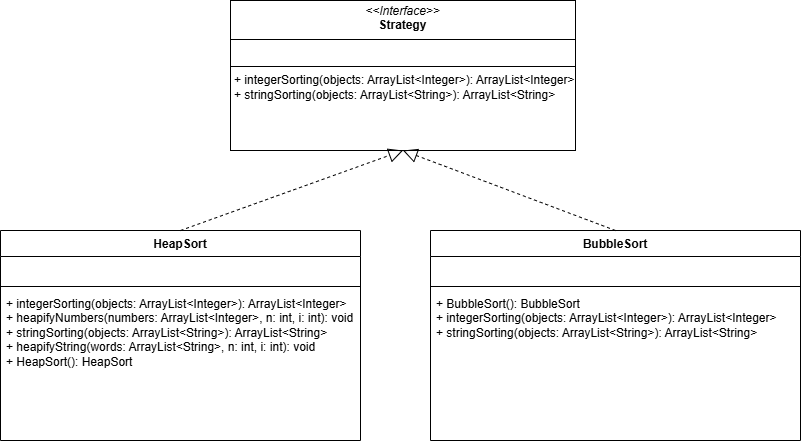 <<Interface>>
Strategy
+ integerSorting(objects: ArrayList<Integer>): ArrayList<Integer>
+ stringSorting(objects: ArrayList<String>): ArrayList<String>
HeapSort
+ integerSorting(objects: ArrayList<Integer>): ArrayList<Integer>
+ heapifyNumbers(numbers: ArrayList<Integer>, n: int, i: int): void
+ stringSorting(objects: ArrayList<String>): ArrayList<String>
+ heapifyString(words: ArrayList<String>, n: int, i: int): void
+ HeapSort(): HeapSort
BubbleSort
+ BubbleSort(): BubbleSort
+ integerSorting(objects: ArrayList<Integer>): ArrayList<Integer>
+ stringSorting(objects: ArrayList<String>): ArrayList<String>